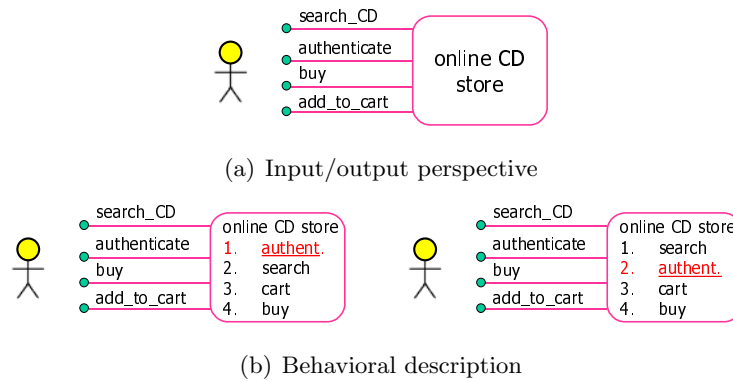 search_CD
authenticate
buy
add_to_cart
online CD
store
(a) Input/output perspective
search_CD
authenticate
buy
add_to_cart
online CD store
1. authent.
2. search
3. cart
4. buy
search_CD
authenticate
buy
add_to_cart
online CD store
1. search
2. authent.
3. cart
4. buy
(b) Behavioral description